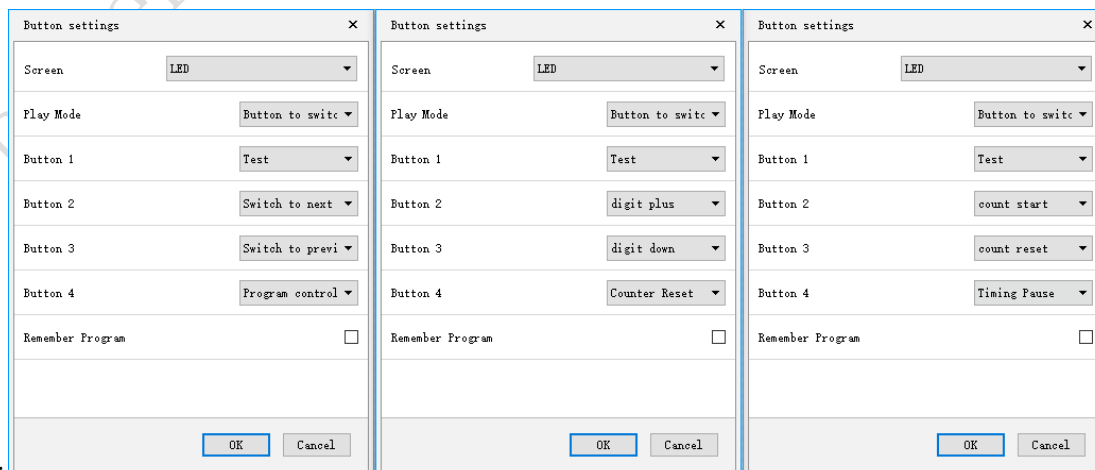 Button settings ×
Screen LED
Play Mode Button to switc
Button 1 Test
Button 2 Switch to next
Button 3 Switch to previ
Button 4 Program control
Remember Program
OK Cancel
Button settings ×
Screen LED
Play Mode Button to switc
Button 1 Test
Button 2 digit plus
Button 3 digit down
Button 4 Counter Reset
Remember Program
OK Cancel
Button settings ×
Screen LED
Play Mode Button to switc
Button 1 Test
Button 2 count start
Button 3 count reset
Button 4 Timing Pause
Remember Program
OK Cancel